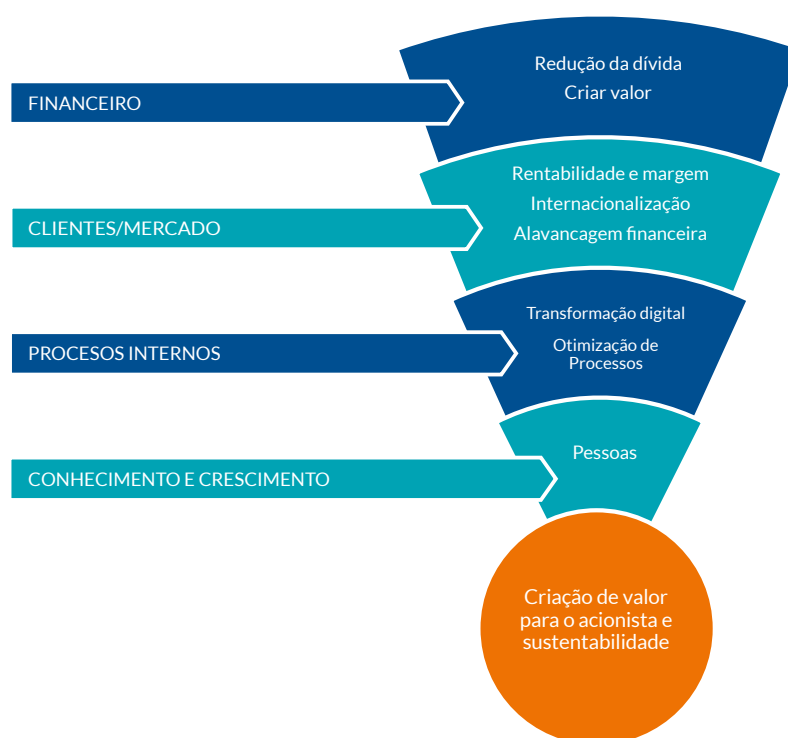 FINANCEIRO
Redução da dívida
Criar valor
CLIENTES/MERCADO
Rentabilidade e margem
Internacionalização
Alavancagem financeira
PROCESOS INTERNOS
Transformação digital
Otimização de
Processos
CONHECIMENTO E CRESCIMENTO
Pessoas
Criação de valor
para o acionista e
sustentabilidade